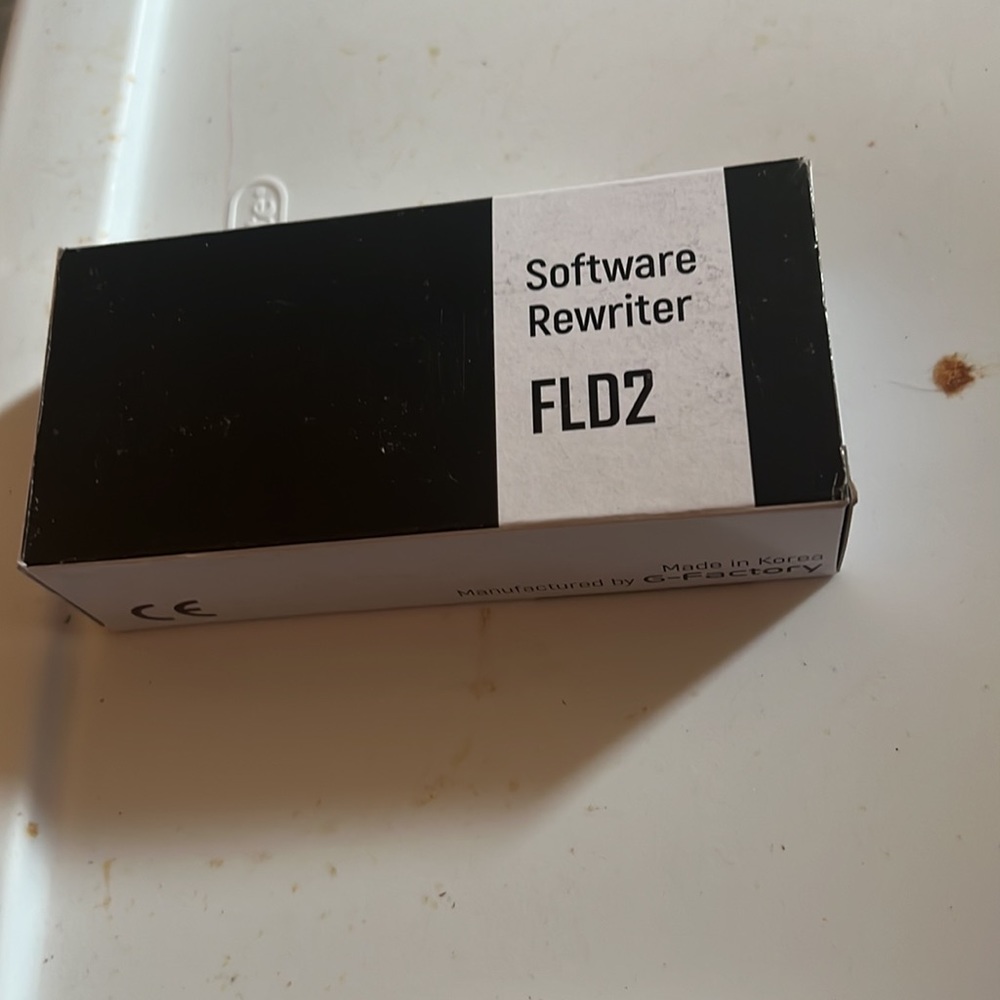 Software
Rewriter
FLD2
Made in Korea
Manufactured by G-Factory
CE